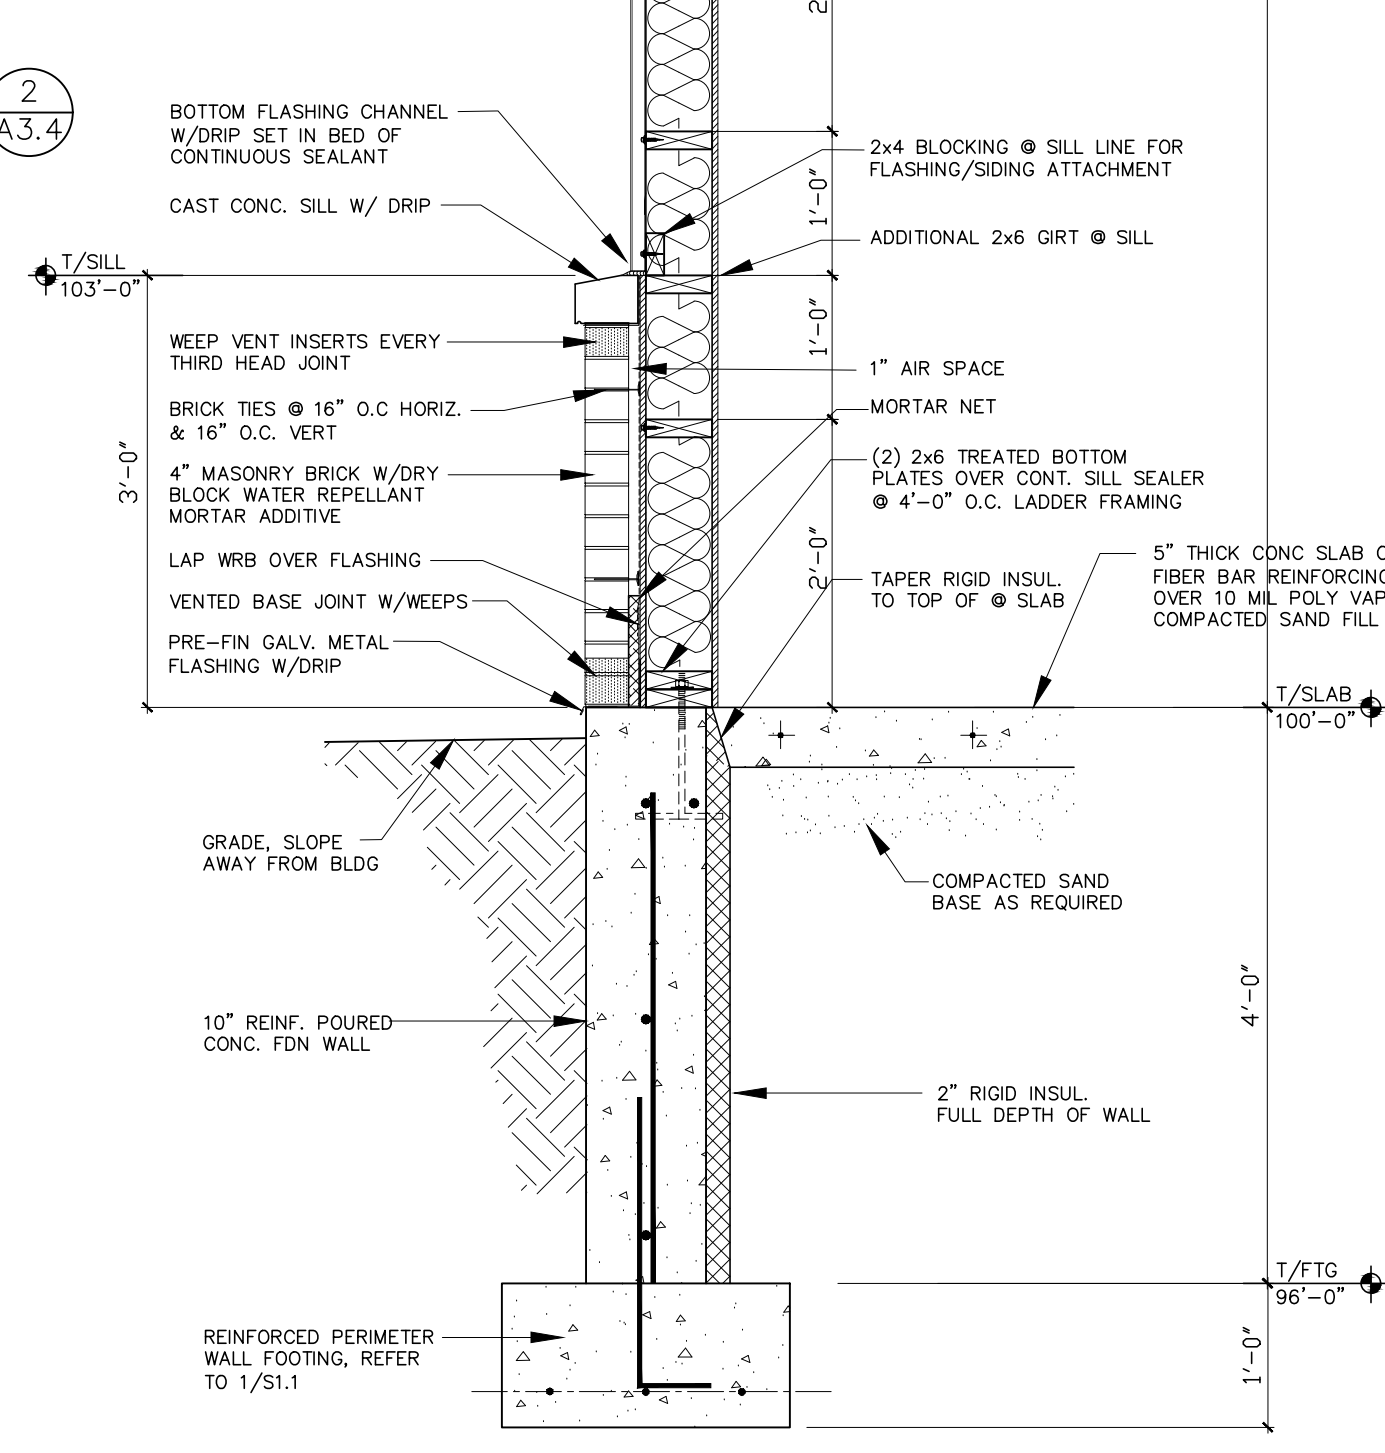 2
A3.4
BOTTOM FLASHING CHANNEL
W/DRIP SET IN BED OF
CONTINUOUS SEALANT
CAST CONC. SILL W/ DRIP
T/SILL
103'-0"
WEEP VENT INSERTS EVERY
THIRD HEAD JOINT
BRICK TIES @ 16" O.C HORIZ.
& 16" O.C. VERT
3'-0"
4" MASONRY BRICK W/DRY
BLOCK WATER REPELLANT
MORTAR ADDITIVE
LAP WRB OVER FLASHING
VENTED BASE JOINT W/WEEPS
PRE-FIN GALV. METAL
FLASHING W/DRIP
GRADE, SLOPE
AWAY FROM BLDG
10" REINF. POURED
CONC. FDN WALL
REINFORCED PERIMETER
WALL FOOTING, REFER
TO 1/S1.1
2
2x4 BLOCKING @ SILL LINE FOR
FLASHING/SIDING ATTACHMENT
1'-0"
ADDITIONAL 2x6 GIRT @ SILL
1'-0"
1" AIR SPACE
MORTAR NET
(2) 2x6 TREATED BOTTOM
PLATES OVER CONT. SILL SEALER
@ 4'-0" O.C. LADDER FRAMING
2'-0"
TAPER RIGID INSUL.
TO TOP OF @ SLAB
5" THICK CONC SLAB
FIBER BAR REINFORCING
OVER 10 MIL POLY VAP
COMPACTED SAND FILL
T/SLAB
100'-0"
COMPACTED SAND
BASE AS REQUIRED
4'-0"
2" RIGID INSUL.
FULL DEPTH OF WALL
T/FTG
96'-0"
1'-0"